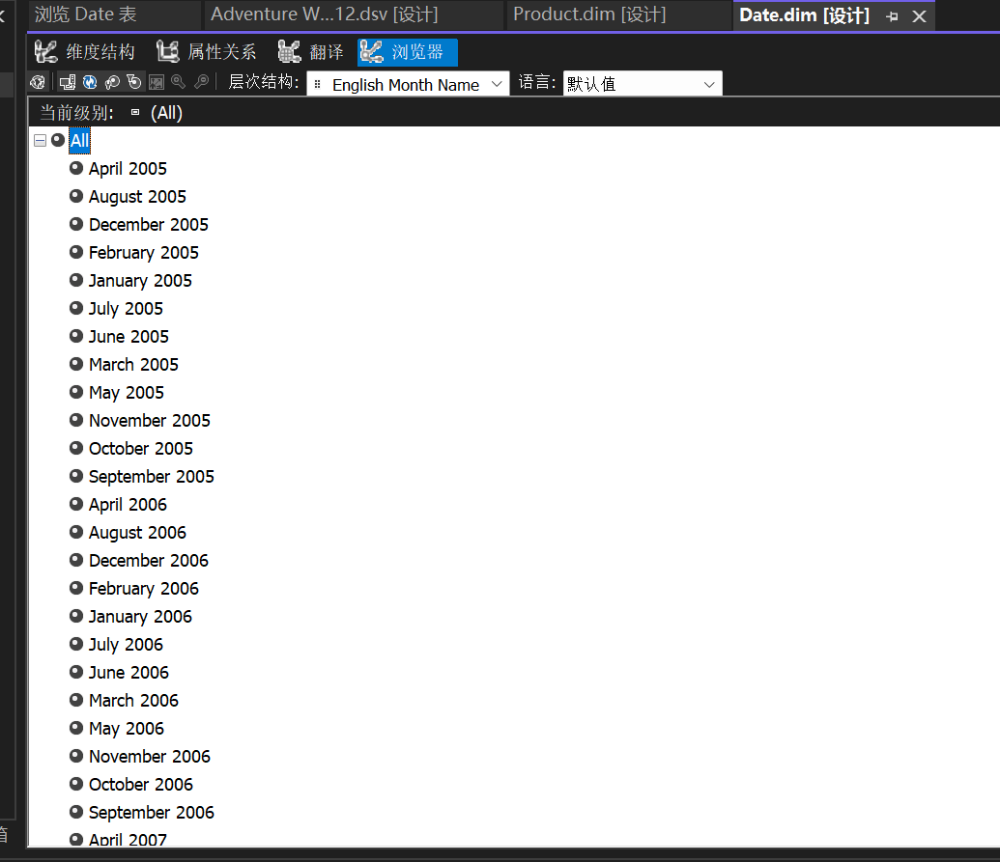 浏览 Date 表 Adventure W...12.dsv [设计] Product.dim [设计] Date.dim [设计]
维度结构 属性关系 翻译 浏览器
层次结构: English Month Name 语言: 默认值
当前级别: (All)
All
April 2005
August 2005
December 2005
February 2005
January 2005
July 2005
June 2005
March 2005
May 2005
November 2005
October 2005
September 2005
April 2006
August 2006
December 2006
February 2006
January 2006
July 2006
June 2006
March 2006
May 2006
November 2006
October 2006
September 2006
April 2007